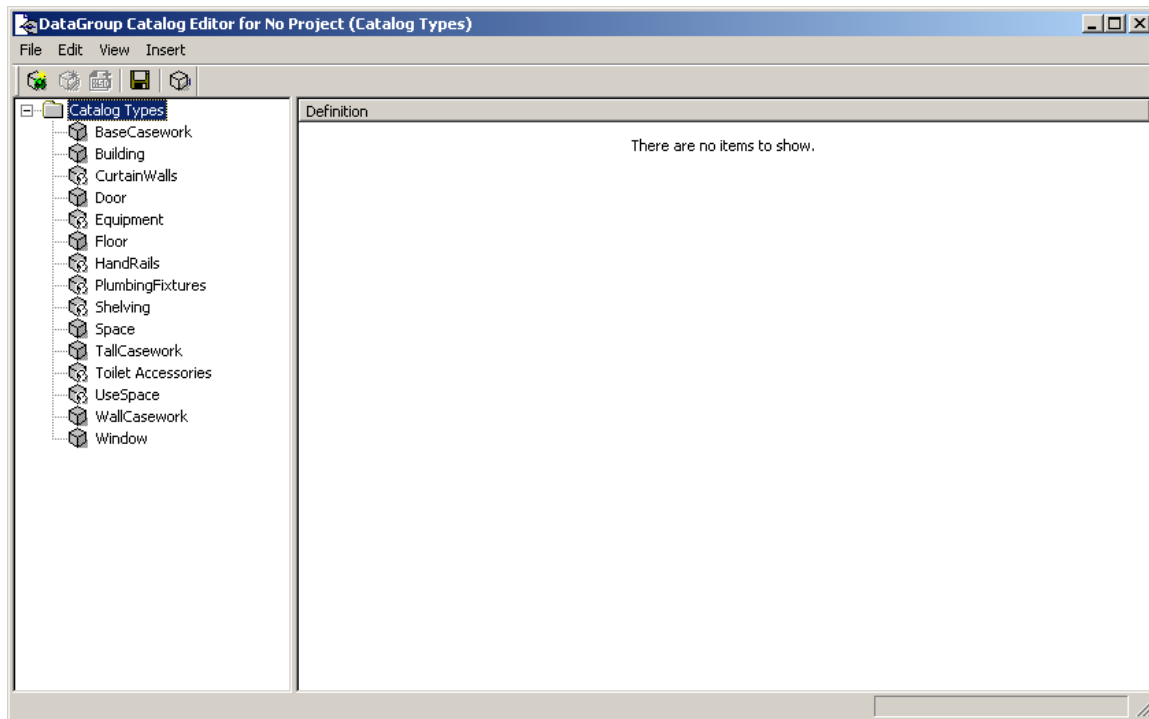 DataGroup Catalog Editor for No Project (Catalog Types)
File Edit View Insert
Catalog Types
BaseCasework
Building
CurtainWalls
Door
Equipment
Floor
HandRails
PlumbingFixtures
Shelving
Space
TallCasework
Toilet Accessories
UseSpace
WallCasework
Window
Definition
There are no items to show.